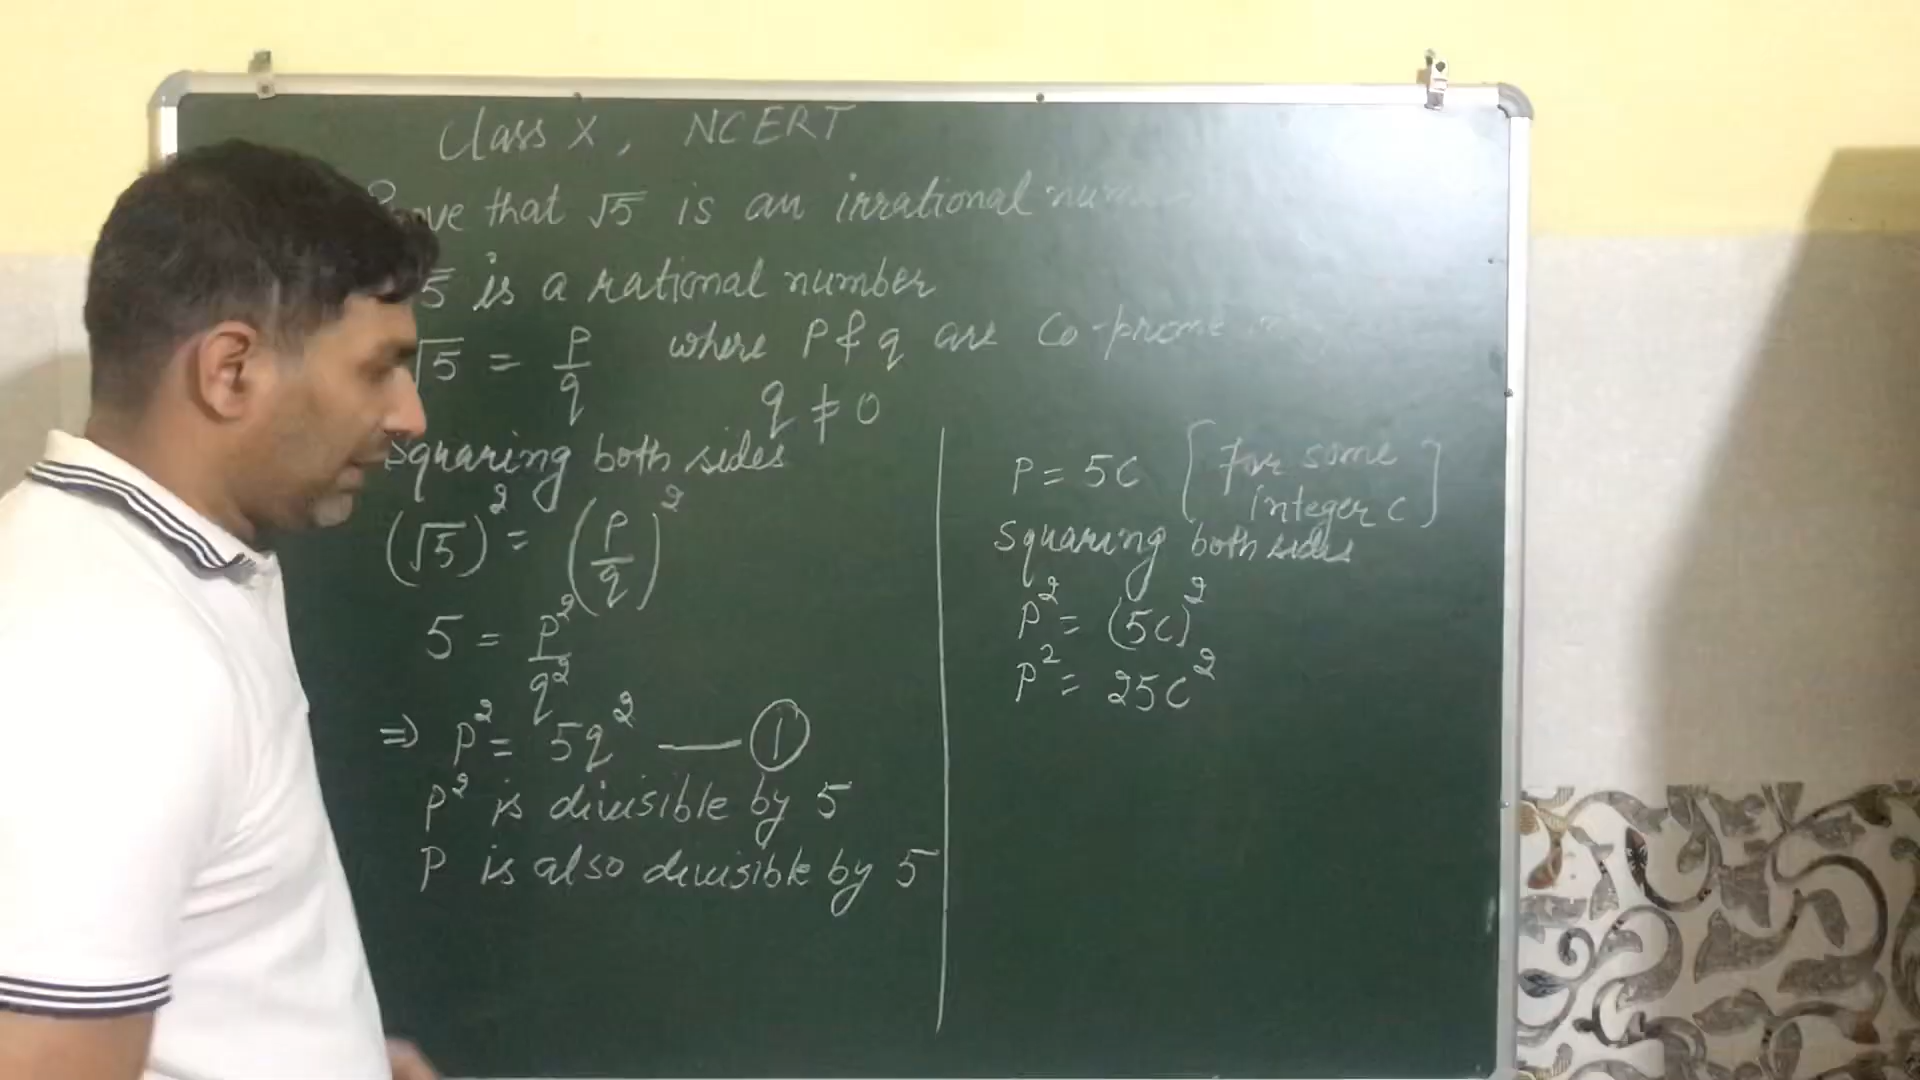 Class X, NCERT
Prove that √5 is an irrational
5 is a rational number
√5 = p/q where P & q are Co-prime
q ≠ 0
Squaring both sides
(√5)² = (p/q)²
5 = p²/q²
⇒ p² = 5q² — ①
p² is divisible by 5
P is also divisible by 5
P = 5c [for some
integer c]
Squaring both sides
p² = (5c)²
p² = 25c²